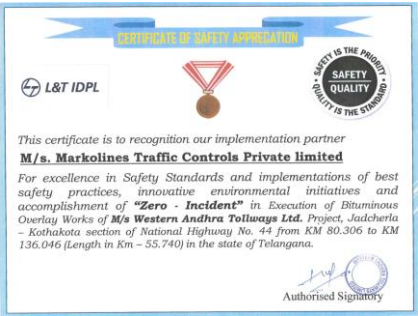 CERTIFICATE OF SAFETY APPRECATION
L&T IDPL
SAFETY IS THE PRIORITY
SAFETY
QUALITY
QUALITY IS THE STANDARD
This certificate is to recognition our implementation partner
M/s. Markolines Traffic Controls Private limited
For excellence in Safety Standards and implementations of best
safety practices, innovative environmental initiatives and
accomplishment of "Zero - Incident" in Execution of Bituminous
Overlay Works of M/s Western Andhra Tollways Ltd. Project, Jadcherla
– Kothakota section of National Highway No. 44 from KM 80.306 to KM
136.046 (Length in Km – 55.740) in the state of Telangana.
Authorised Signatory